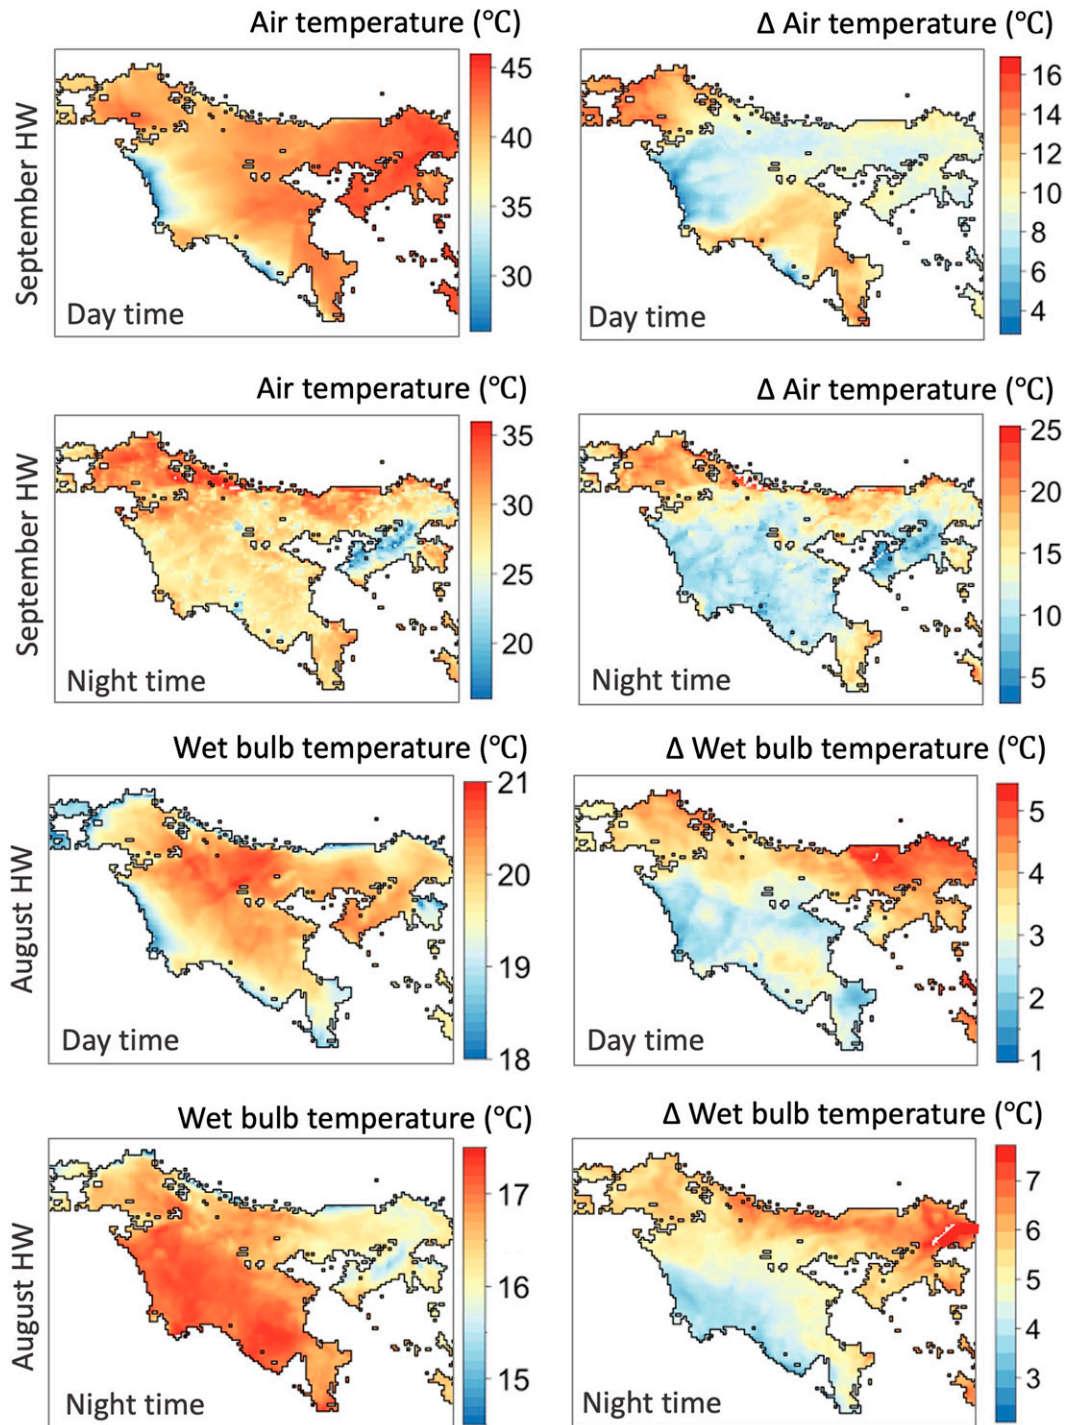 Air temperature (°C)
Δ Air temperature (°C)
September HW
45
40
35
30
Day time
16
14
12
10
8
6
4
Day time
Air temperature (°C)
Δ Air temperature (°C)
September HW
35
30
25
20
Night time
25
20
15
10
5
Night time
Wet bulb temperature (°C)
Δ Wet bulb temperature (°C)
August HW
21
20
19
18
Day time
5
4
3
2
1
Day time
Wet bulb temperature (°C)
Δ Wet bulb temperature (°C)
August HW
17
16
15
Night time
7
6
5
4
3
Night time